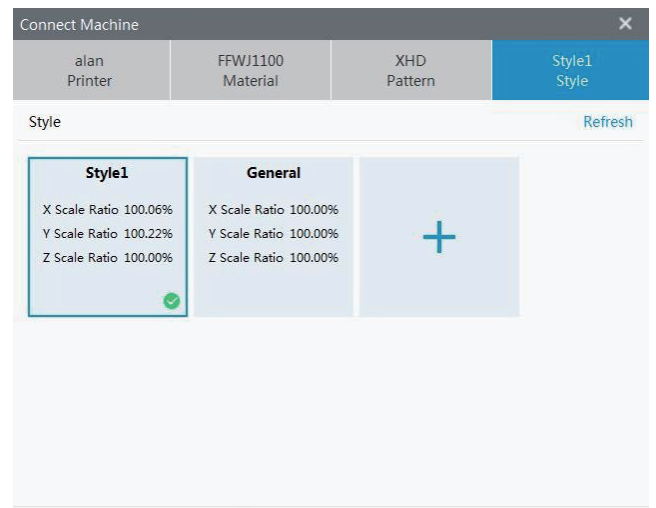 Connect Machine
alan
Printer
FFWJ1100
Material
XHD
Pattern
Style1
Style
Style
Refresh
Style1
X Scale Ratio 100.06%
Y Scale Ratio 100.22%
Z Scale Ratio 100.00%
General
X Scale Ratio 100.00%
Y Scale Ratio 100.00%
Z Scale Ratio 100.00%